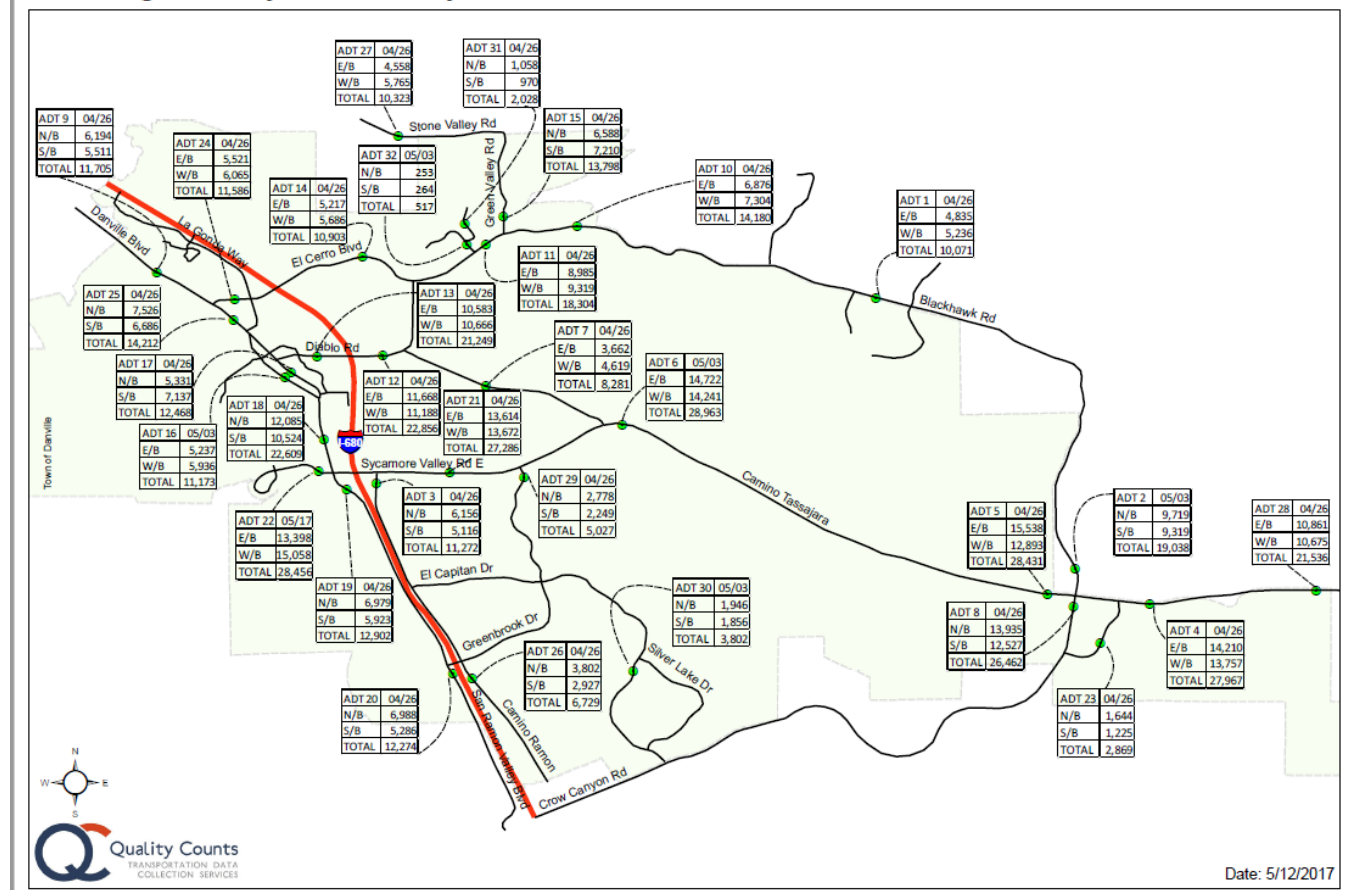 ADT 27 04/26
E/B 4,558
W/B 5,765
TOTAL 10,323
ADT 31 04/26
N/B 1,058
S/B 970
TOTAL 2,028
ADT 9 04/26
N/B 6,194
S/B 5,511
TOTAL 11,705
ADT 24 04/26
E/B 5,521
W/B 6,065
TOTAL 11,586
Stone Valley Rd
ADT 15 04/26
N/B 6,588
S/B 7,210
TOTAL 13,798
ADT 32 05/03
N/B 253
S/B 264
TOTAL 517
Green Valley Rd
ADT 14 04/26
E/B 5,217
W/B 5,686
TOTAL 10,903
ADT 10 04/26
E/B 6,876
W/B 7,304
TOTAL 14,180
ADT 1 04/26
E/B 4,835
W/B 5,236
TOTAL 10,071
Danville Blvd
La Gonda Way
El Cerro Blvd
ADT 11 04/26
E/B 8,985
W/B 9,319
TOTAL 18,304
ADT 25 04/26
N/B 7,526
S/B 6,686
TOTAL 14,212
ADT 13 04/26
E/B 10,583
W/B 10,666
TOTAL 21,249
Blackhawk Rd
ADT 7 04/26
E/B 3,662
W/B 4,619
TOTAL 8,281
Diablo Rd
ADT 17 04/26
N/B 5,331
S/B 7,137
TOTAL 12,468
ADT 6 05/03
E/B 14,722
W/B 14,241
TOTAL 28,963
ADT 12 04/26
E/B 11,668
W/B 11,188
TOTAL 22,856
ADT 21 04/26
E/B 13,614
W/B 13,672
TOTAL 27,286
ADT 18 04/26
N/B 12,085
S/B 10,524
TOTAL 22,609
ADT 16 05/03
E/B 5,237
W/B 5,936
TOTAL 11,173
Town of Danville
I-680
Sycamore Valley Rd E
Camino Tassajara
ADT 29 04/26
N/B 2,778
S/B 2,249
TOTAL 5,027
ADT 3 04/26
N/B 6,156
S/B 5,116
TOTAL 11,272
ADT 22 05/17
E/B 13,398
W/B 15,058
TOTAL 28,456
ADT 5 04/26
E/B 15,538
W/B 12,893
TOTAL 28,431
ADT 2 05/03
N/B 9,719
S/B 9,319
TOTAL 19,038
ADT 28 04/26
E/B 10,861
W/B 10,675
TOTAL 21,536
El Capitan Dr
ADT 19 04/26
N/B 6,979
S/B 5,923
TOTAL 12,902
ADT 30 05/03
N/B 1,946
S/B 1,856
TOTAL 3,802
Greenbrook Dr
ADT 8 04/26
N/B 13,935
S/B 12,527
TOTAL 26,462
ADT 4 04/26
E/B 14,210
W/B 13,757
TOTAL 27,967
ADT 26 04/26
N/B 3,802
S/B 2,927
TOTAL 6,729
Silver Lake Dr
ADT 20 04/26
N/B 6,988
S/B 5,286
TOTAL 12,274
ADT 23 04/26
N/B 1,644
S/B 1,225
TOTAL 2,869
San Ramon Valley Blvd
Camino Ramon
Crow Canyon Rd
N
W E
S
QC
Quality Counts
TRANSPORTATION DATA
COLLECTION SERVICES
Date: 5/12/2017